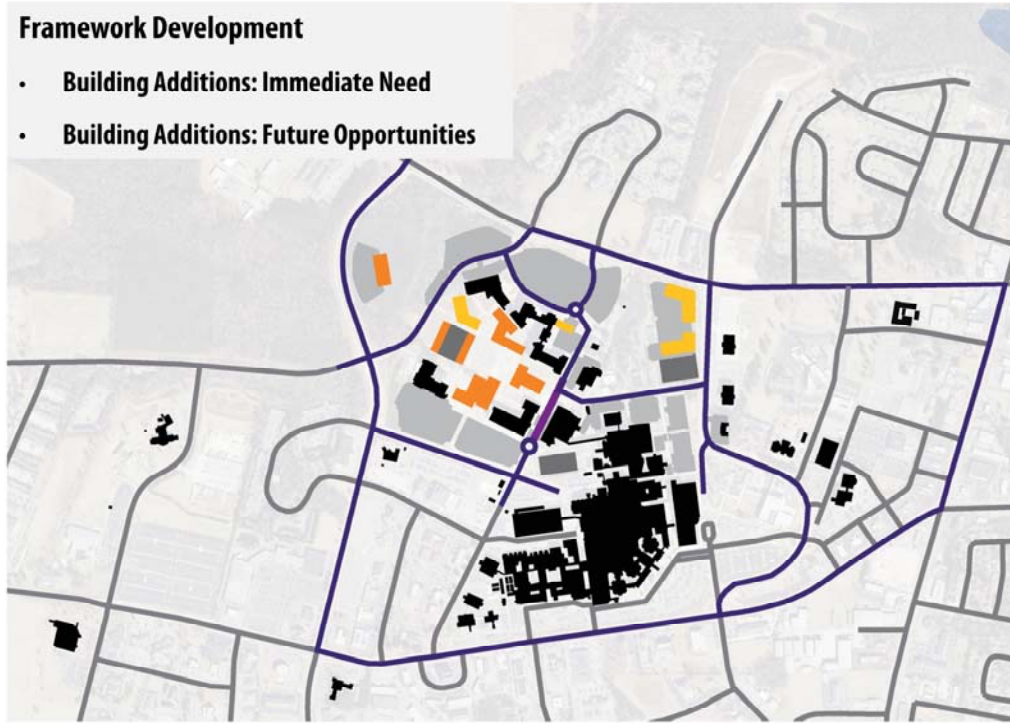 Framework Development
• Building Additions: Immediate Need
• Building Additions: Future Opportunities